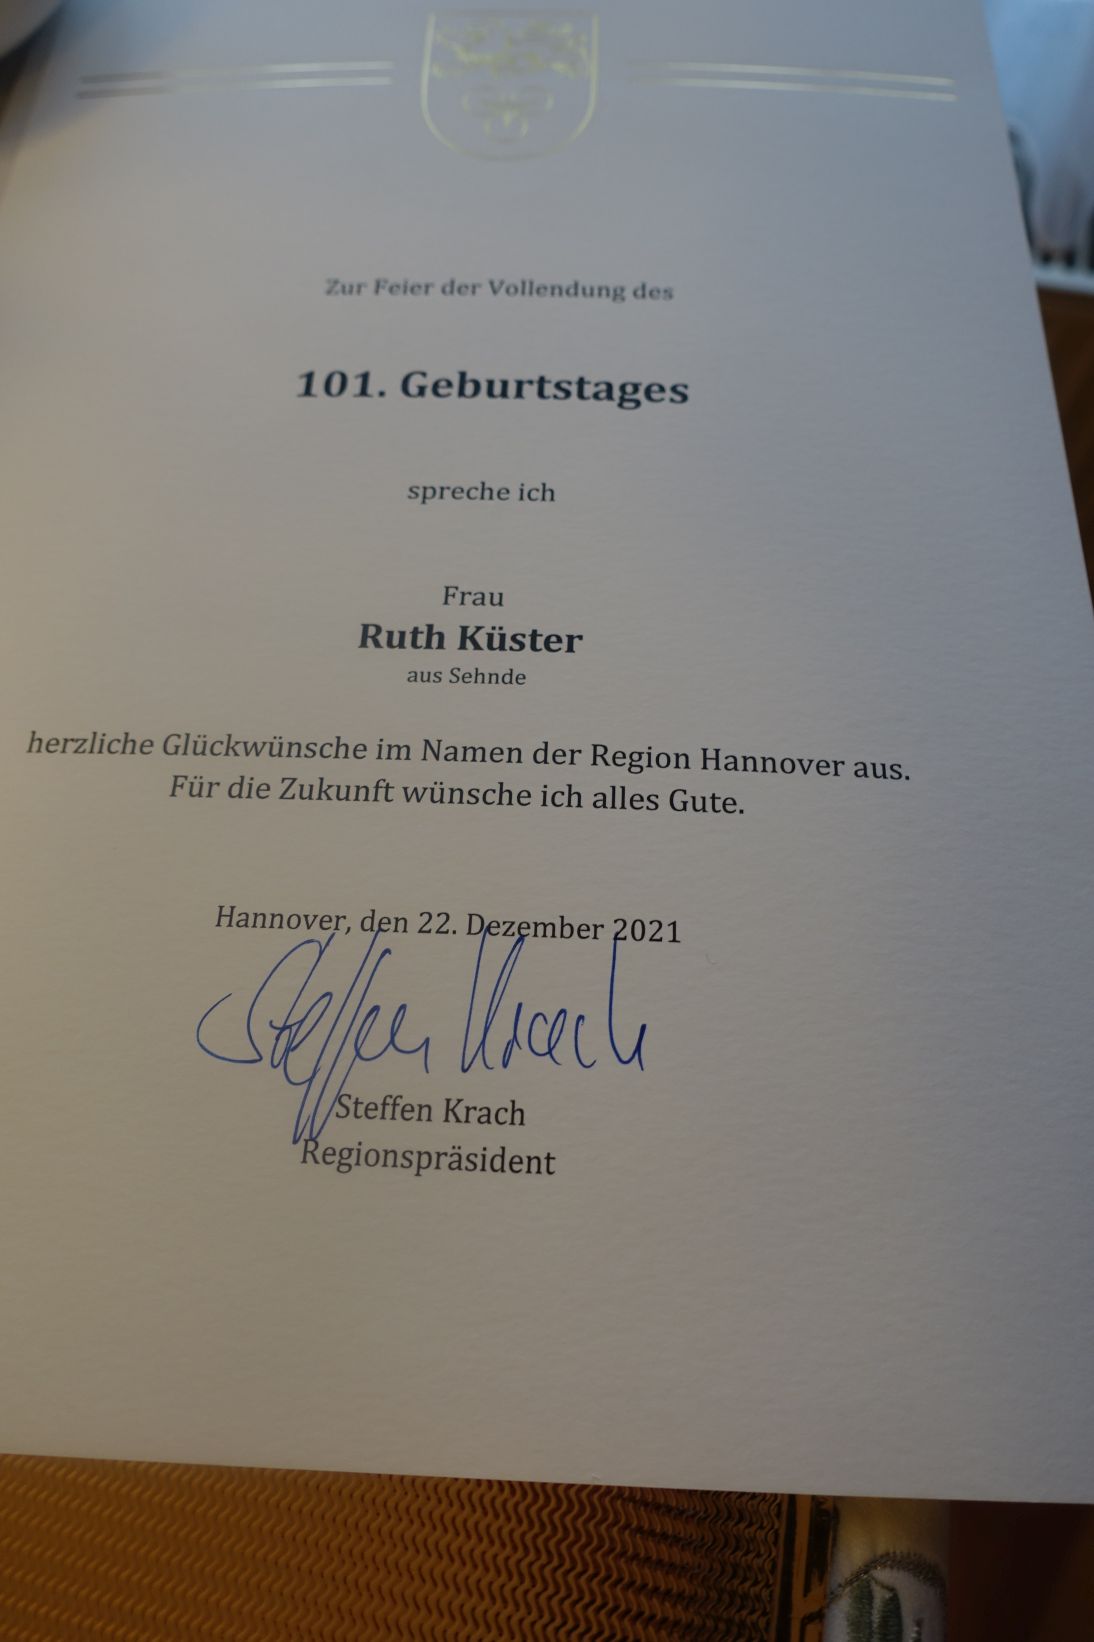 Zur Feier der Vollendung des
101. Geburtstages
spreche ich
Frau
Ruth Küster
aus Sehnde
herzliche Glückwünsche im Namen der Region Hannover aus.
Für die Zukunft wünsche ich alles Gute.
Hannover, den 22. Dezember 2021
Steffen Krach
Steffen Krach
Regionspräsident